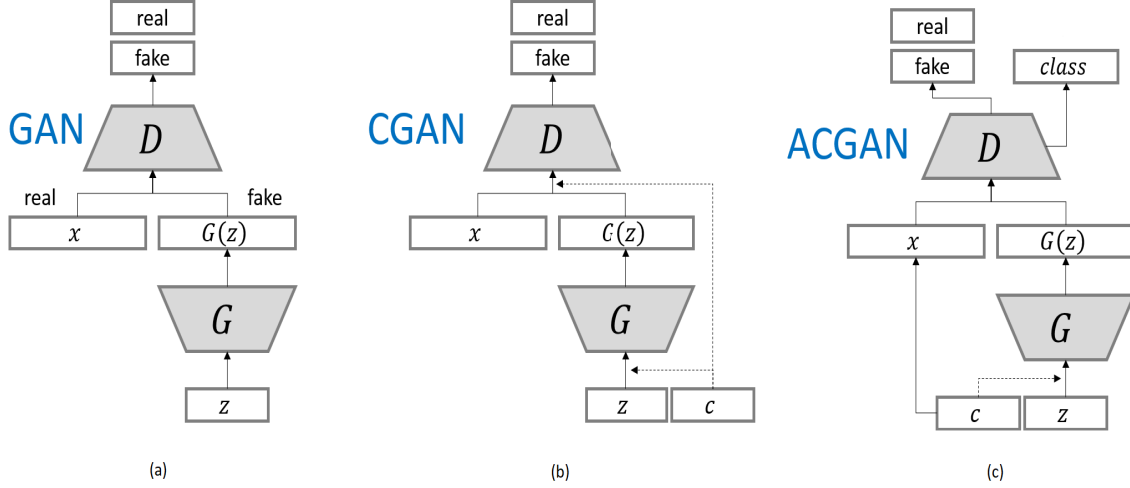 real
fake
GAN
D
real
fake
x
G(z)
G
z
(a)
real
fake
CGAN
D
x
G(z)
G
z
c
(b)
real
fake
class
ACGAN
D
x
G(z)
G
c
z
(c)